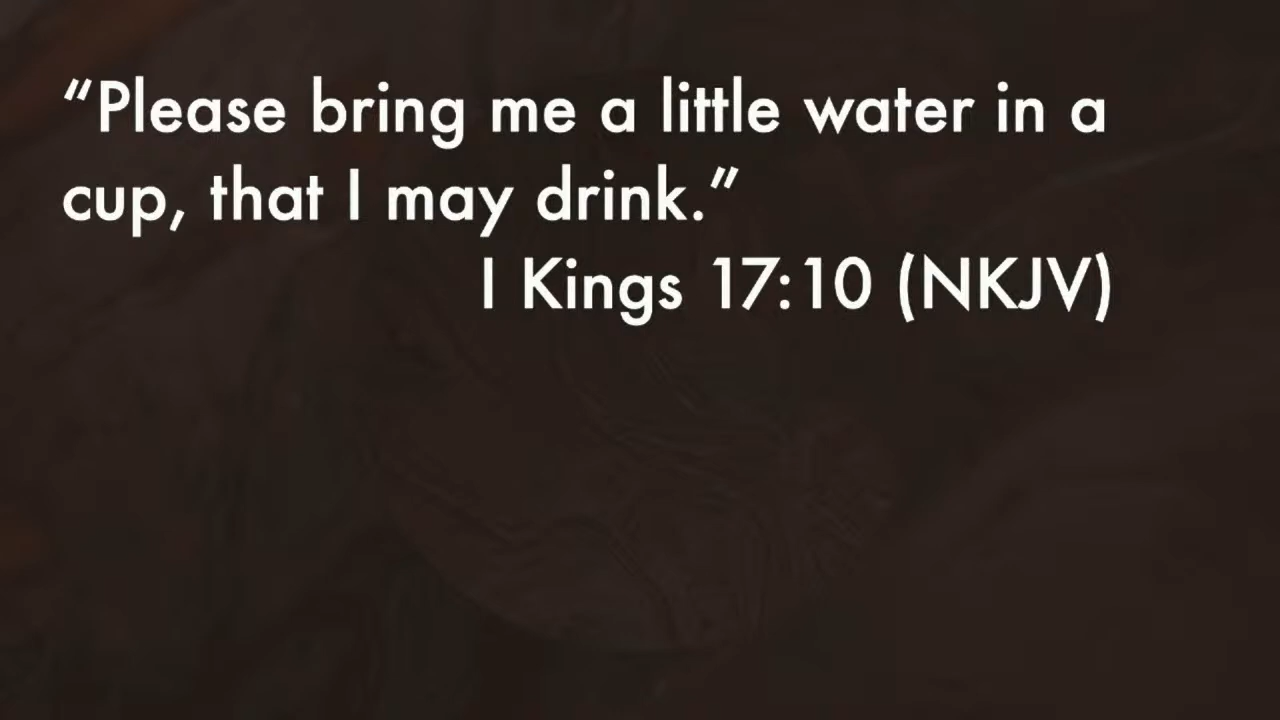 “Please bring me a little water in a
cup, that I may drink.”
I Kings 17:10 (NKJV)